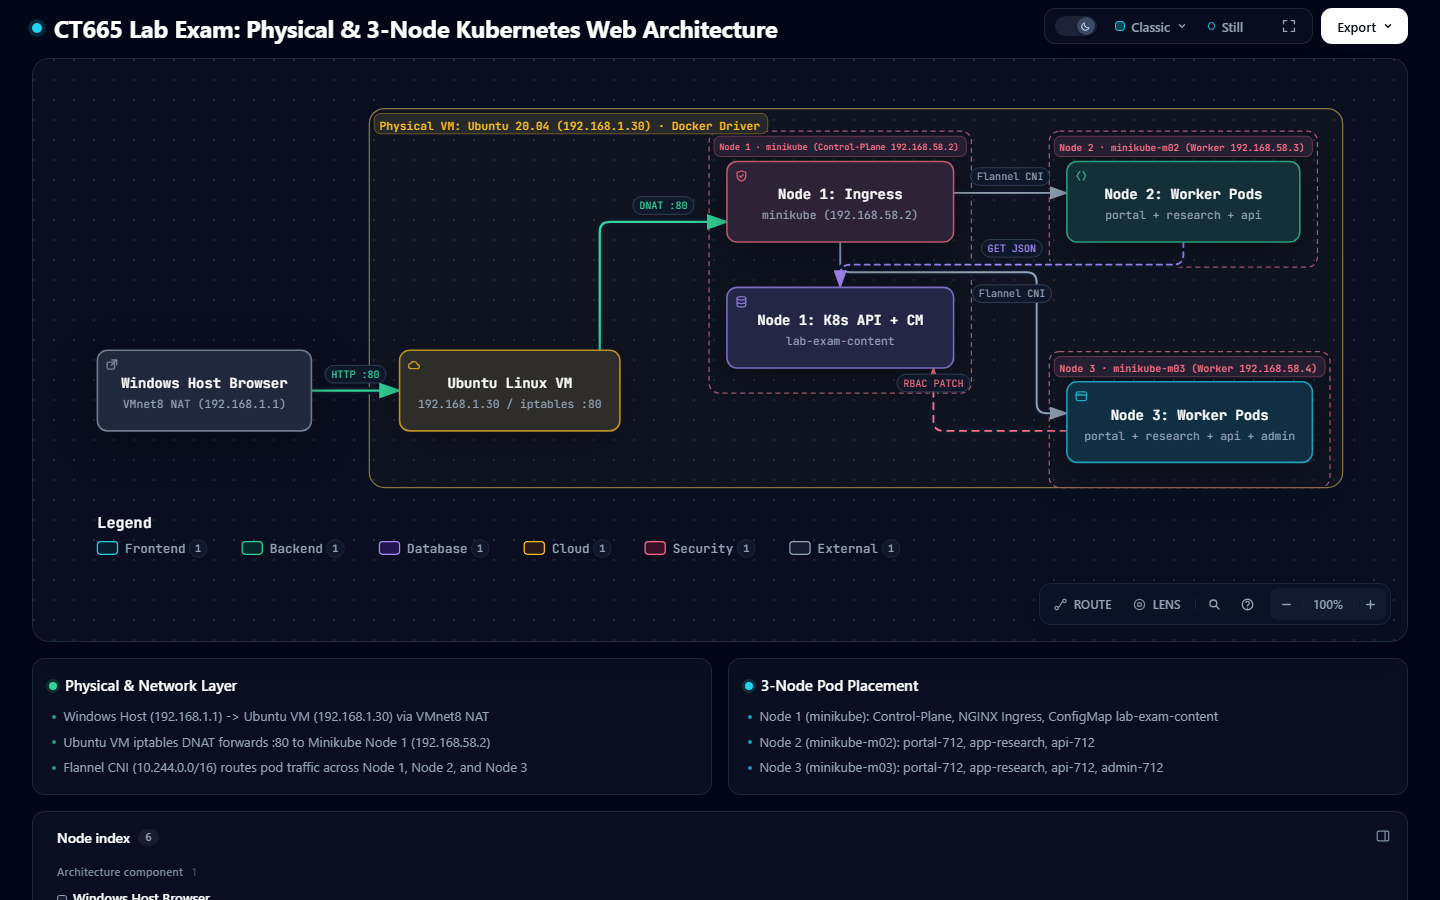 CT665 Lab Exam: Physical & 3-Node Kubernetes Web Architecture
Classic
Still
Export
Physical VM: Ubuntu 20.04 (192.168.1.30) · Docker Driver
Node 1 · minikube (Control-Plane 192.168.58.2)
Node 2 · minikube-m02 (Worker 192.168.58.3)
Flannel CNI
Node 1: Ingress
minikube (192.168.58.2)
Node 2: Worker Pods
portal + research + api
DNAT :80
GET JSON
Flannel CNI
Node 1: K8s API + CM
lab-exam-content
Node 3 · minikube-m03 (Worker 192.168.58.4)
HTTP :80
RBAC PATCH
Windows Host Browser
VMnet8 NAT (192.168.1.1)
Ubuntu Linux VM
192.168.1.30 / iptables :80
Node 3: Worker Pods
portal + research + api + admin
Legend
Frontend 1
Backend 1
Database 1
Cloud 1
Security 1
External 1
ROUTE
LENS
100%
Physical & Network Layer
• Windows Host (192.168.1.1) -> Ubuntu VM (192.168.1.30) via VMnet8 NAT
• Ubuntu VM iptables DNAT forwards :80 to Minikube Node 1 (192.168.58.2)
• Flannel CNI (10.244.0.0/16) routes pod traffic across Node 1, Node 2, and Node 3
3-Node Pod Placement
• Node 1 (minikube): Control-Plane, NGINX Ingress, ConfigMap lab-exam-content
• Node 2 (minikube-m02): portal-712, app-research, api-712
• Node 3 (minikube-m03): portal-712, app-research, api-712, admin-712
Node index 6
Architecture component 1
Windows Host Browser